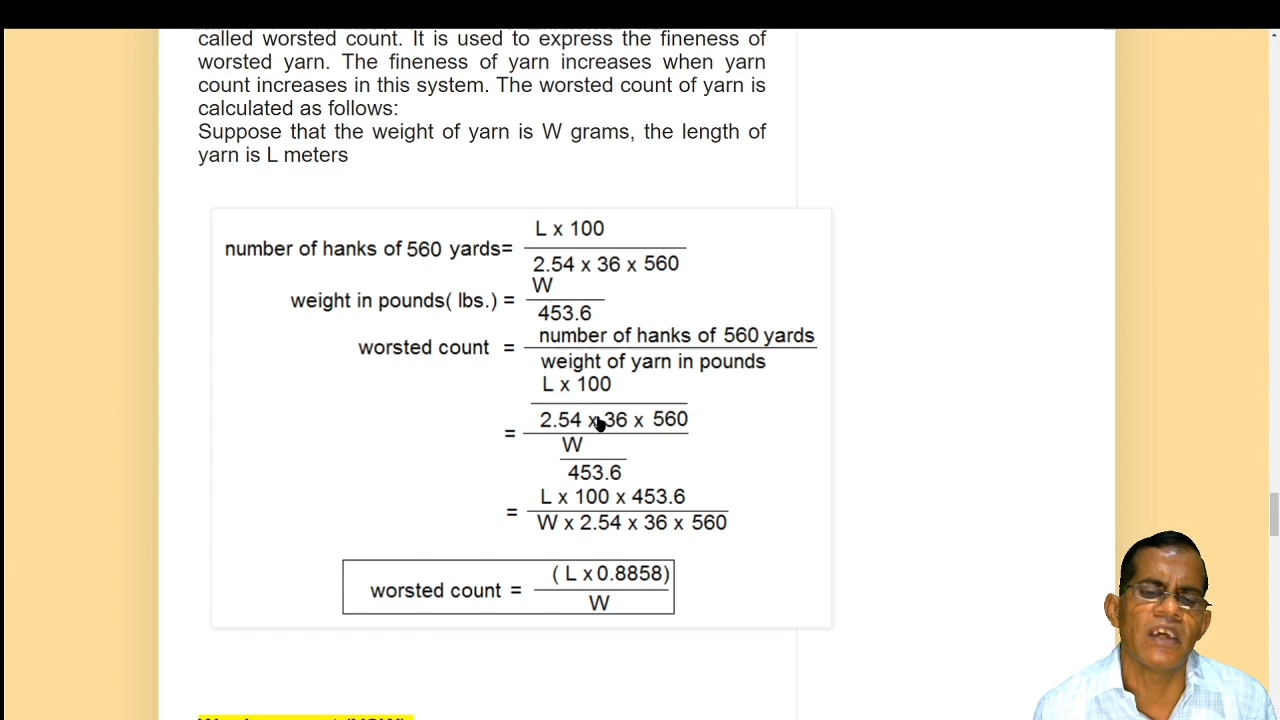 called worsted count. It is used to express the fineness of
worsted yarn. The fineness of yarn increases when yarn
count increases in this system. The worsted count of yarn is
calculated as follows:
Suppose that the weight of yarn is W grams, the length of
yarn is L meters
L x 100
number of hanks of 560 yards=
2.54 x 36 x 560
W
weight in pounds( lbs.) =
453.6
number of hanks of 560 yards
worsted count =
weight of yarn in pounds
L x 100
2.54 x 36 x 560
=
W
453.6
L x 100 x 453.6
=
W x 2.54 x 36 x 560
( L x 0.8858)
worsted count =
W